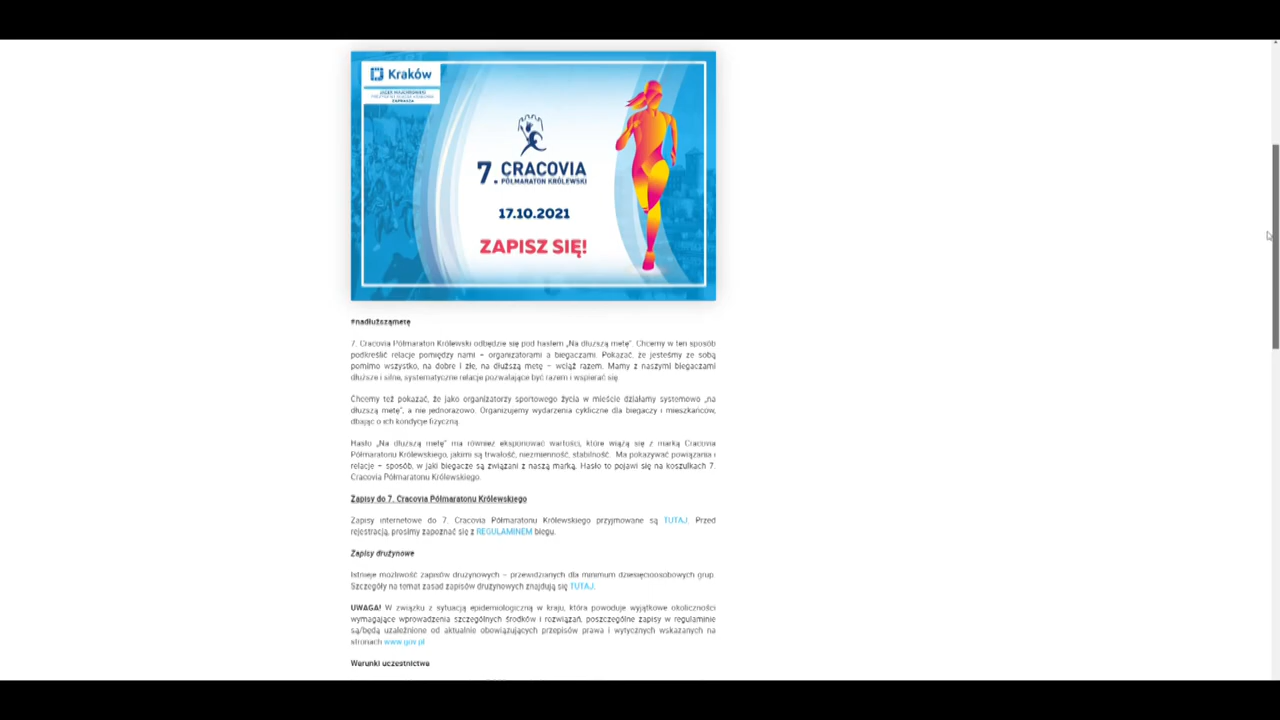 Kraków
JACEK MAJCHROWSKI
PREZYDENT MIASTA KRAKOWA
ZAPRASZA
7. CRACOVIA
PÓŁMARATON KRÓLEWSKI
17.10.2021
ZAPISZ SIĘ!
#nadłuższąmetę
7. Cracovia Półmaraton Królewski odbędzie się pod hasłem „Na dłuższą metę”. Chcemy w ten sposób
podkreślić relacje pomiędzy nami – organizatorami a biegaczami. Pokazać, że jesteśmy ze sobą
pomimo wszystko, na dobre i złe, na dłuższą metę – wciąż razem. Mamy z naszymi biegaczami
dłuższe i silne, systematyczne relacje pozwalające być razem i wspierać się
Chcemy też pokazać, że jako organizatorzy sportowego życia w mieście działamy systemowo „na
dłuższą metę”, a nie jednorazowo. Organizujemy wydarzenia cykliczne dla biegaczy i mieszkańców,
dbając o ich kondycję fizyczną.
Hasło „Na dłuższą metę” ma również eksponować wartości, które wiążą się z marką Cracovia
Półmaratonu Królewskiego, jakimi są trwałość, niezmienność, stabilność. Ma pokazywać powiązania i
relacje – sposób, w jaki biegacze są związani z naszą marką. Hasło to pojawi się na koszulkach 7.
Cracovia Półmaratonu Królewskiego.
Zapisy do 7. Cracovia Półmaratonu Królewskiego
Zapisy internetowe do 7. Cracovia Półmaratonu Królewskiego przyjmowane są TUTAJ. Przed
rejestracją, prosimy zapoznać się z REGULAMINEM biegu.
Zapisy drużynowe
Istnieje możliwość zapisów drużynowych – przewidzianych dla minimum dziesięcioosobowych grup.
Szczegóły na temat zasad zapisów drużynowych znajdują się TUTAJ.
UWAGA! W związku z sytuacją epidemiologiczną w kraju, która powoduje wyjątkowe okoliczności
wymagające wprowadzenia szczególnych środków i rozwiązań, poszczególne zapisy w regulaminie
są/będą uzależnione od aktualnie obowiązujących przepisów prawa i wytycznych wskazanych na
stronach www.gov.pl
Warunki uczestnictwa